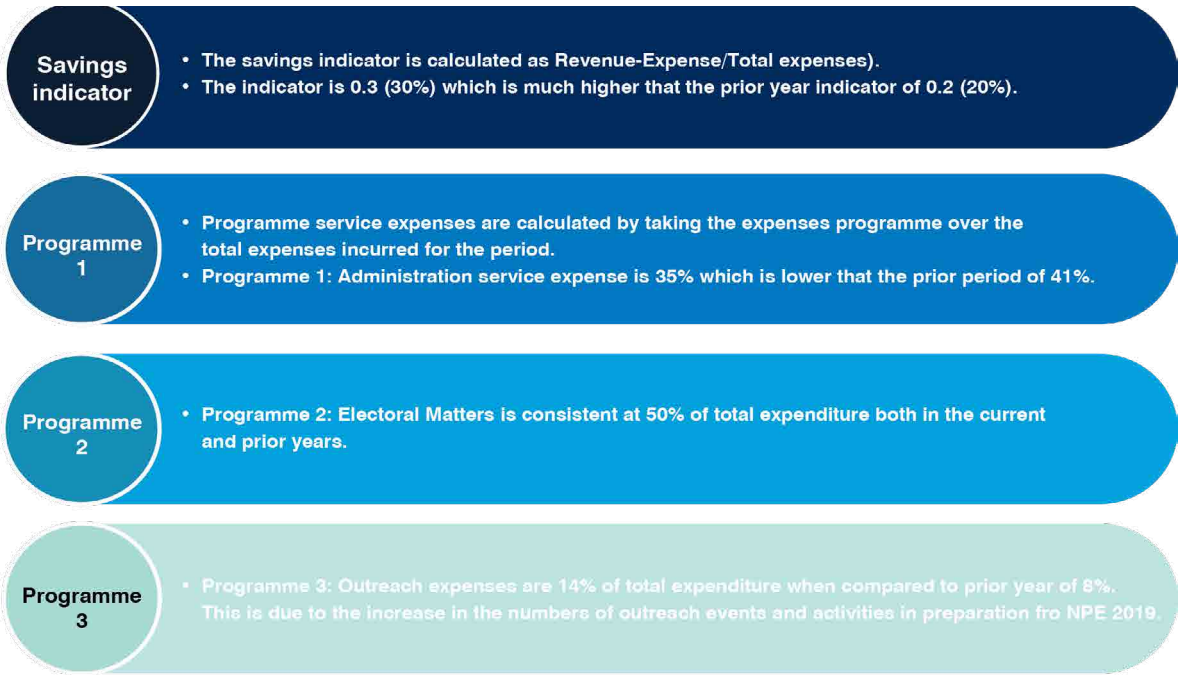 Savings
indicator
• The savings indicator is calculated as Revenue-Expense/Total expenses).
• The indicator is 0.3 (30%) which is much higher that the prior year indicator of 0.2 (20%).
Programme
1
• Programme service expenses are calculated by taking the expenses programme over the
total expenses incurred for the period.
• Programme 1: Administration service expense is 35% which is lower that the prior period of 41%.
Programme
2
• Programme 2: Electoral Matters is consistent at 50% of total expenditure both in the current
and prior years.
Programme
3
• Programme 3: Outreach expenses are 14% of total expenditure when compared to prior year of 8%.
This is due to the increase in the numbers of outreach events and activities in preparation fro NPE 2019.